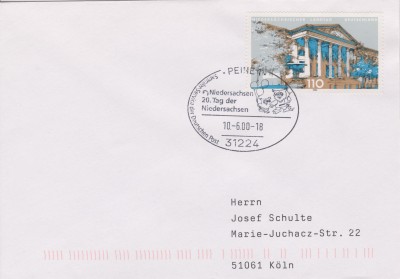 110
PEINE
Niedersachsen
20. Tag der
Niedersachsen
10-6.00-18
31224
Herrn
Josef Schulte
Marie-Juchacz-Str. 22
51061 Köln